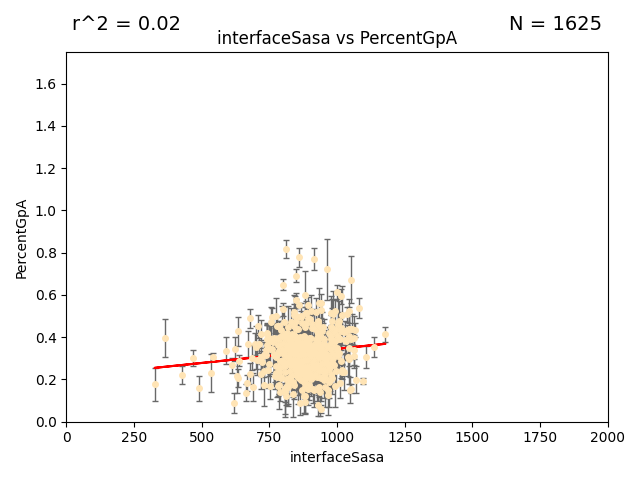 r^2 = 0.02
N = 1625
interfaceSasa vs PercentGpA
1.6
1.4
1.2
1.0
0.8
0.6
0.4
0.2
0.0
PercentGpA
0 250 500 750 1000 1250 1500 1750 2000
interfaceSasa